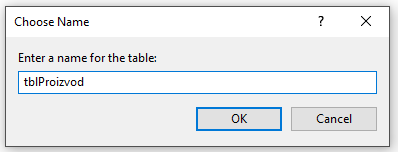 Choose Name
Enter a name for the table:
tblProizvod
OK Cancel